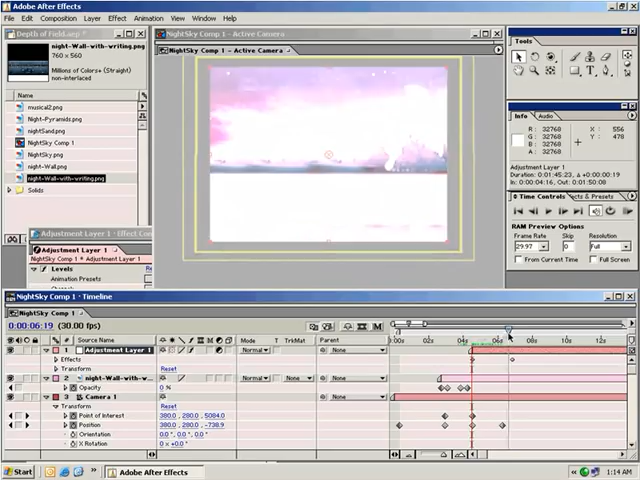 Adobe After Effects
File Edit Composition Layer Effect Animation View Window Help
Depth of Field.aep *
NightSky Comp 1 - Active Camera
Tools
night-Wall-with-writing.png
760 x 560
Millions of Colors+ (Straight)
non-interlaced
NightSky Comp 1 - Active Camera
Name
musical2.png
Night-Pyramids.png
nightSand.png
NightSky Comp 1
NightSky.png
night-Wall.png
night-Wall-with-writing.png
Solids
Info Audio
R: 32768
G: 32768
B: 32768
A: 32768
X: 556
Y: 478
Adjustment Layer 1
Duration: 0:01:45:23, Δ +0:00:00:19
In: 0:00:04:16, Out: 0:01:50:08
Time Controls
RAM Preview Options
Frame Rate Skip Resolution
29.97 0 Full
From Current Time Full Screen
Adjustment Layer 1
NightSky Comp 1 * Adjustment Layer 1
Levels
Animation Presets
NightSky Comp 1 * Timeline
NightSky Comp 1
0:00:06:19 (30.00 fps)
# Source Name Mode T TrkMat Parent
:00s 02s 04s 06s 08s 10s 12s
1 Adjustment Layer 1 Normal None
Effects
Transform Reset
2 night-Wall-with-w... Normal None None
Opacity 0 %
3 Camera 1 None
Transform Reset
Point of Interest 380.0, 280.0, 5084.0
Position 380.0, 280.0, -738.9
Orientation 0.0°, 0.0°, 0.0°
X Rotation 0 x +0.0°
Start
Adobe After Effects
1:14 AM